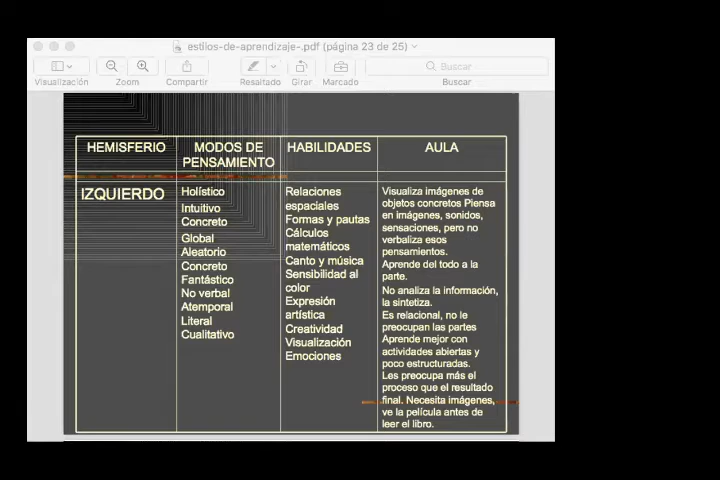 estilos-de-aprendizaje-.pdf (página 23 de 25)
Visualización
Zoom
Compartir
Resaltado
Girar
Marcado
Buscar
Buscar
HEMISFERIO
MODOS DE
PENSAMIENTO
HABILIDADES
AULA
IZQUIERDO
Holístico
Intuitivo
Concreto
Global
Aleatorio
Concreto
Fantástico
No verbal
Atemporal
Literal
Cualitativo
Relaciones
espaciales
Formas y pautas
Cálculos
matemáticos
Canto y música
Sensibilidad al
color
Expresión
artística
Creatividad
Visualización
Emociones
Visualiza imágenes de
objetos concretos Piensa
en imágenes, sonidos,
sensaciones, pero no
verbaliza esos
pensamientos.
Aprende del todo a la
parte.
No analiza la información,
la sintetiza.
Es relacional, no le
preocupan las partes
Aprende mejor con
actividades abiertas y
poco estructuradas.
Les preocupa más el
proceso que el resultado
final. Necesita imágenes,
ve la película antes de
leer el libro.